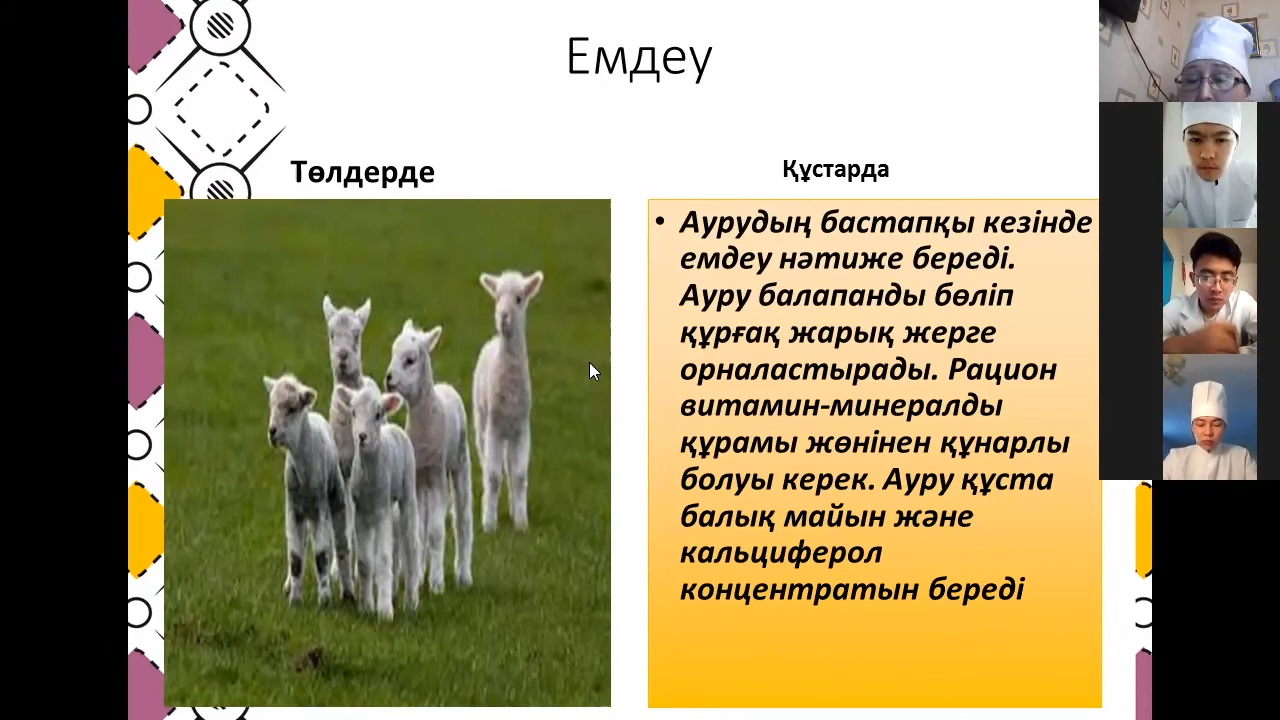 Емдеу
Төлдерде
Құстарда
• Аурудың бастапқы кезінде
емдеу нәтиже береді.
Ауру балапанды бөліп
құрғақ жарық жерге
орналастырады. Рацион
витамин-минералды
құрамы жөнінен құнарлы
болуы керек. Ауру құста
балық майын және
кальциферол
концентратын береді